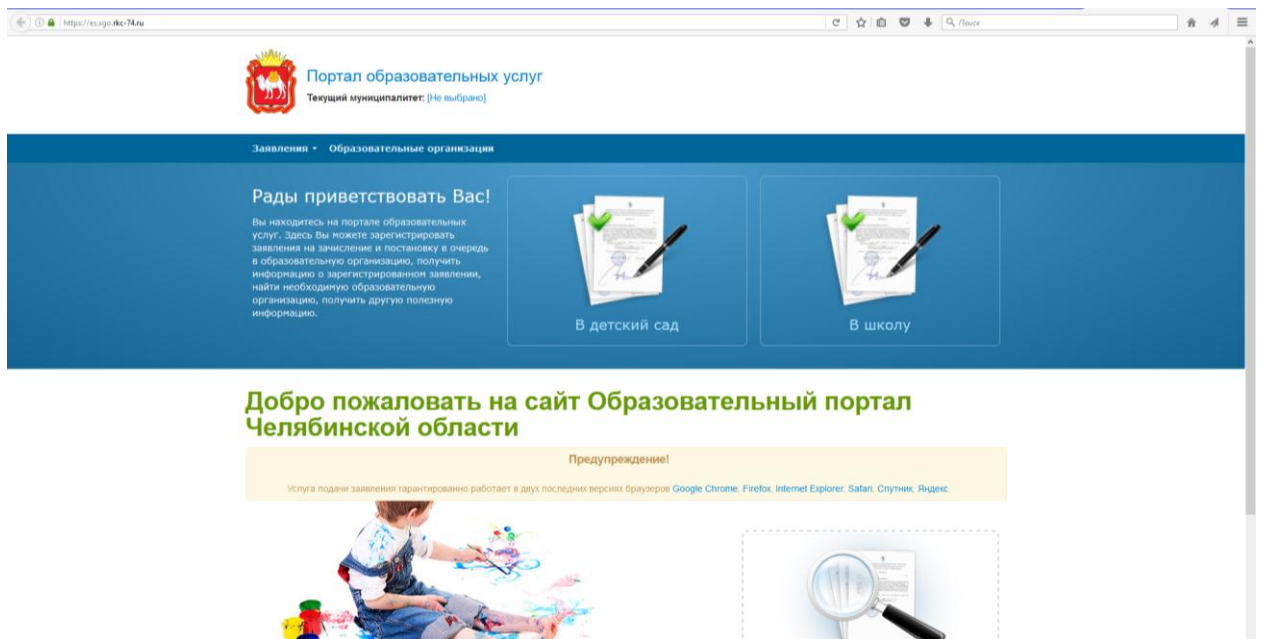 https://es.sgo.rkc-74.ru
Поиск
Портал образовательных услуг
Текущий муниципалитет: [Не выбрано]
Заявления
Образовательные организации
Рады приветствовать Вас!
Вы находитесь на портале образовательных
услуг. Здесь Вы можете зарегистрировать
заявления на зачисление и постановку в очередь
в образовательную организацию, получить
информацию о зарегистрированном заявлении,
найти необходимую образовательную
организацию, получить другую полезную
информацию.
В детский сад
В школу
Добро пожаловать на сайт Образовательный портал
Челябинской области
Предупреждение!
Услуга подачи заявления гарантированно работает в двух последних версиях браузеров Google Chrome, Firefox, Internet Explorer, Safari, Спутник, Яндекс.